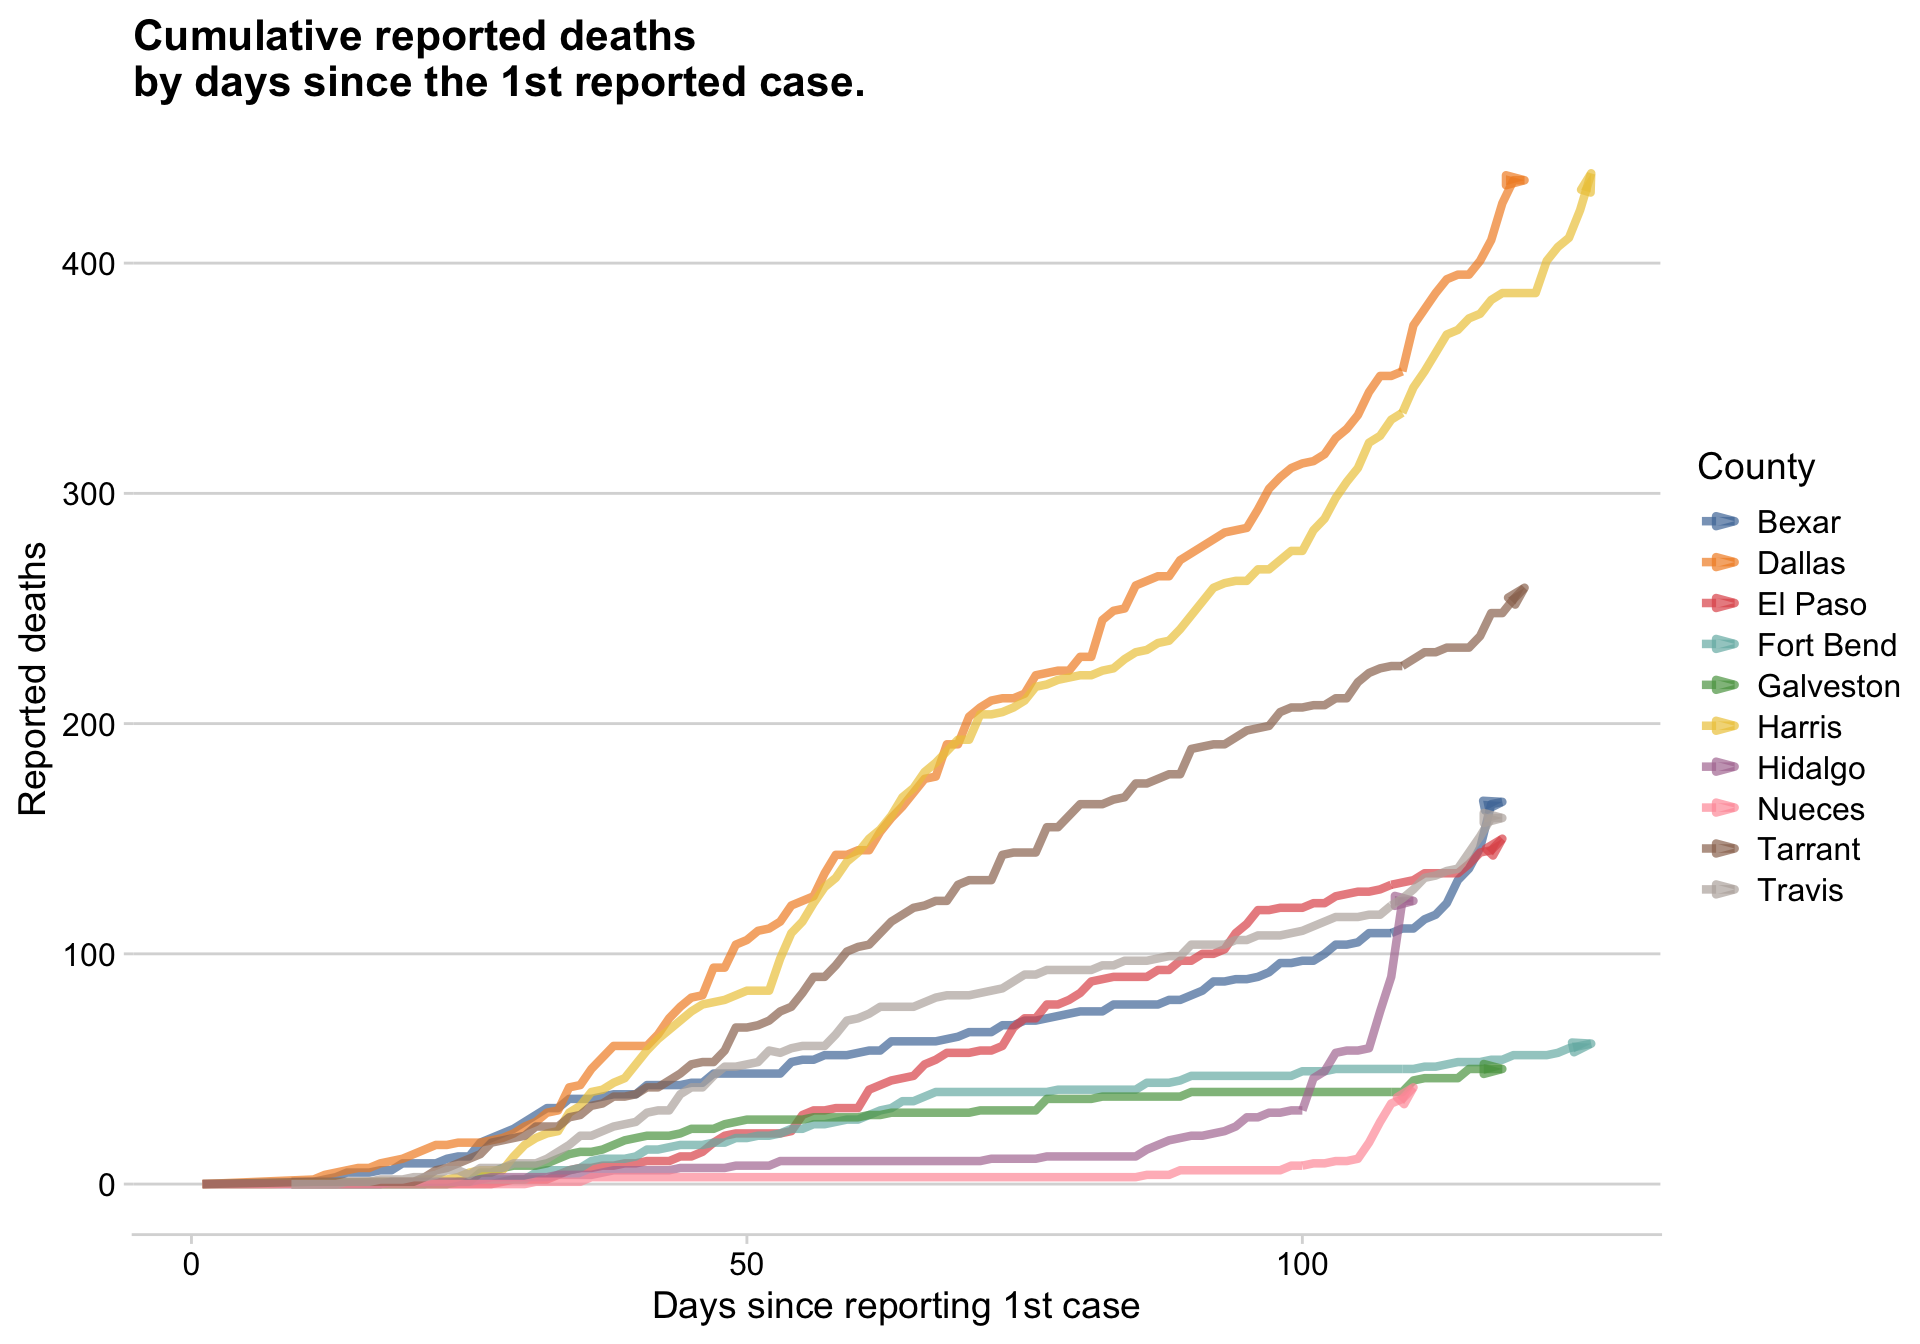 Cumulative reported deaths
by days since the 1st reported case.
Reported deaths
400
300
200
100
0
0
50
100
Days since reporting 1st case
County
Bexar
Dallas
El Paso
Fort Bend
Galveston
Harris
Hidalgo
Nueces
Tarrant
Travis